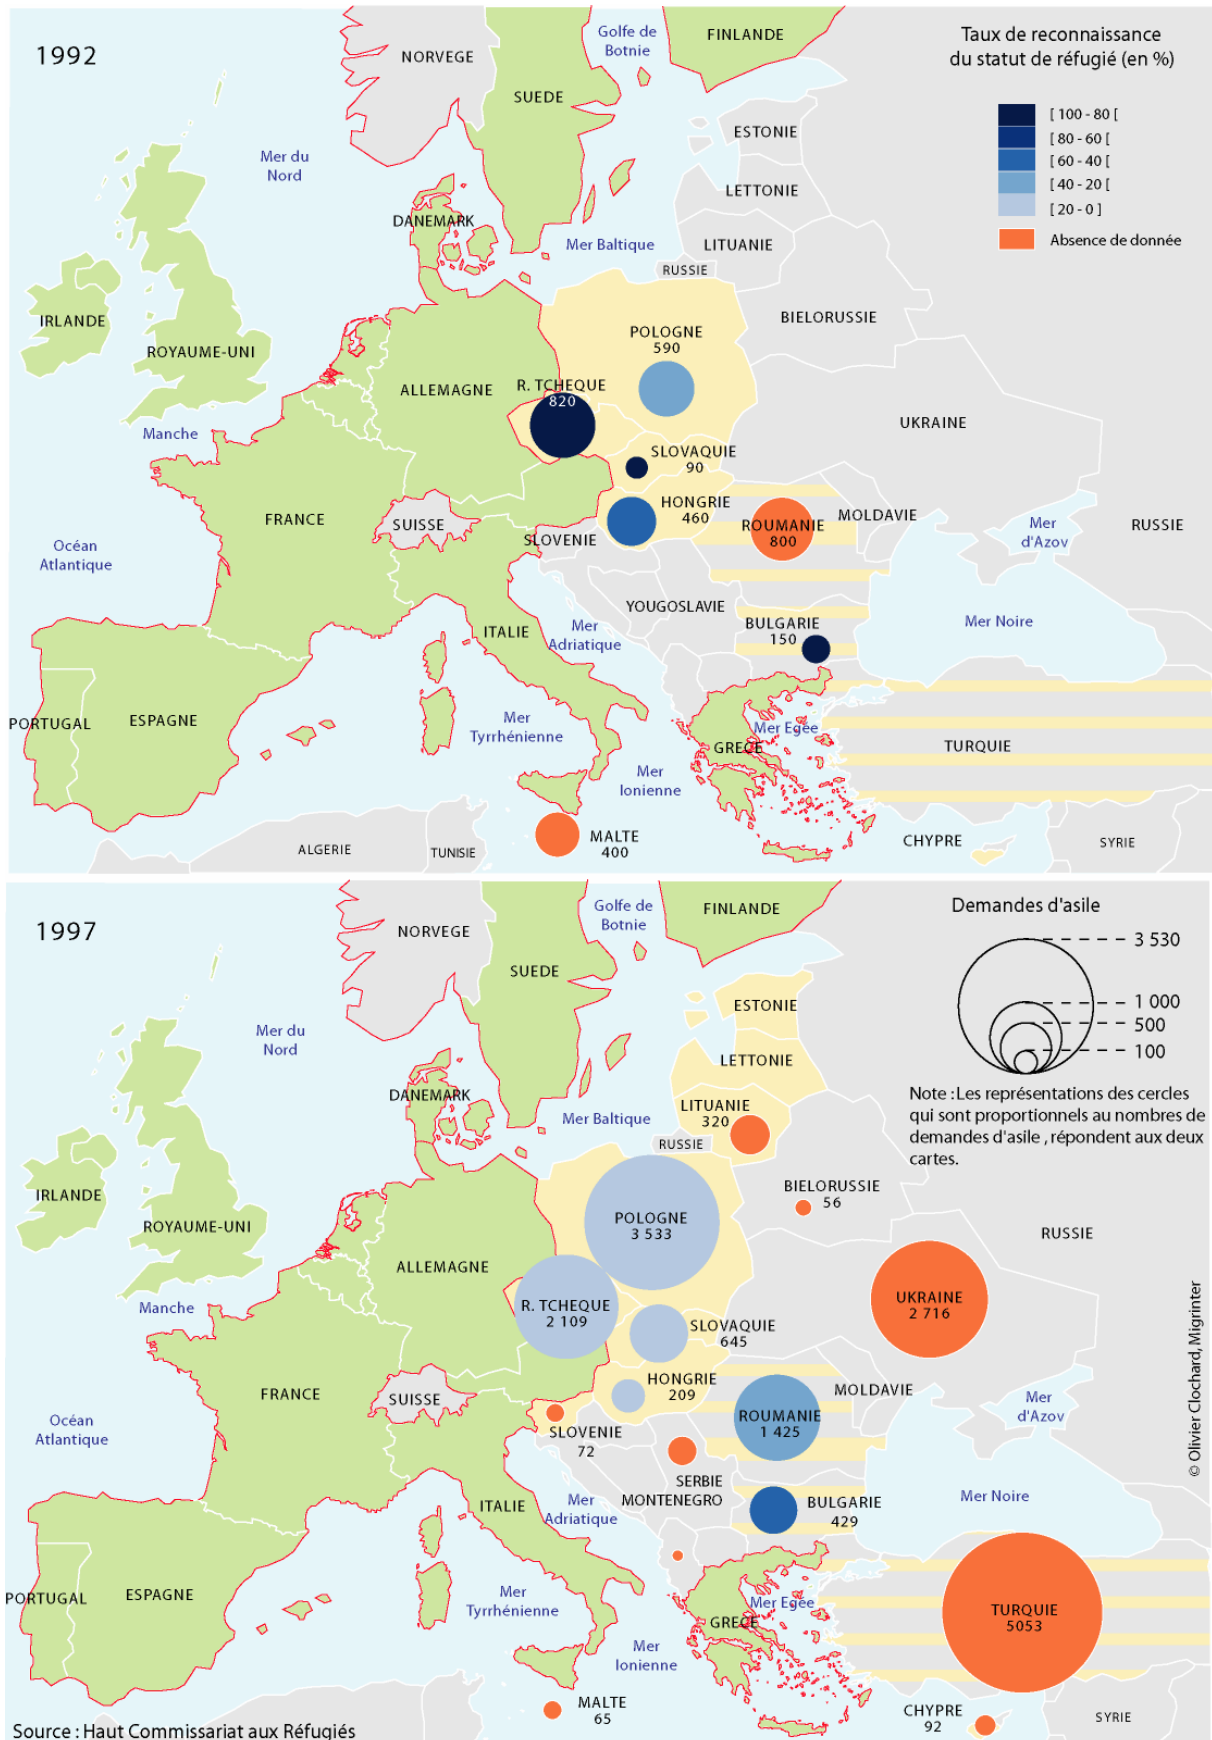 1992
NORVEGE
SUEDE
Golfe de
Botnie
FINLANDE
Taux de reconnaissance
du statut de réfugié (en %)
[ 100 - 80 [
[ 80 - 60 [
[ 60 - 40 [
[ 40 - 20 [
[ 20 - 0 ]
Absence de donnée
Mer du
Nord
ESTONIE
LETTONIE
LITUANIE
RUSSIE
DANEMARK
Mer Baltique
IRLANDE
ROYAUME-UNI
BIELORUSSIE
POLOGNE
590
ALLEMAGNE
R. TCHEQUE
820
UKRAINE
Manche
SLOVAQUIE
90
HONGRIE
460
FRANCE
SUISSE
SLOVENIE
ROUMANIE
800
MOLDAVIE
Mer
d'Azov
RUSSIE
Océan
Atlantique
YOUGOSLAVIE
BULGARIE
150
Mer Noire
ITALIE
Mer
Adriatique
PORTUGAL
ESPAGNE
Mer
Tyrrhénienne
Mer Egée
GRECE
TURQUIE
Mer
Ionienne
ALGERIE
TUNISIE
MALTE
400
CHYPRE
SYRIE
1997
NORVEGE
SUEDE
Golfe de
Botnie
FINLANDE
Demandes d'asile
3 530
1 000
500
100
Note : Les représentations des cercles
qui sont proportionnels au nombres de
demandes d'asile , répondent aux deux
cartes.
Mer du
Nord
ESTONIE
LETTONIE
LITUANIE
320
RUSSIE
DANEMARK
Mer Baltique
IRLANDE
ROYAUME-UNI
BIELORUSSIE
56
RUSSIE
POLOGNE
3 533
ALLEMAGNE
R. TCHEQUE
2 109
UKRAINE
2 716
Manche
SLOVAQUIE
645
HONGRIE
209
FRANCE
SUISSE
SLOVENIE
72
ROUMANIE
1 425
MOLDAVIE
Mer
d'Azov
Océan
Atlantique
SERBIE
MONTENEGRO
BULGARIE
429
Mer Noire
ITALIE
Mer
Adriatique
PORTUGAL
ESPAGNE
Mer
Tyrrhénienne
Mer Egée
GRECE
TURQUIE
5053
Mer
Ionienne
MALTE
65
CHYPRE
92
SYRIE
Source : Haut Commissariat aux Réfugiés
© Olivier Clochard, Migrinter